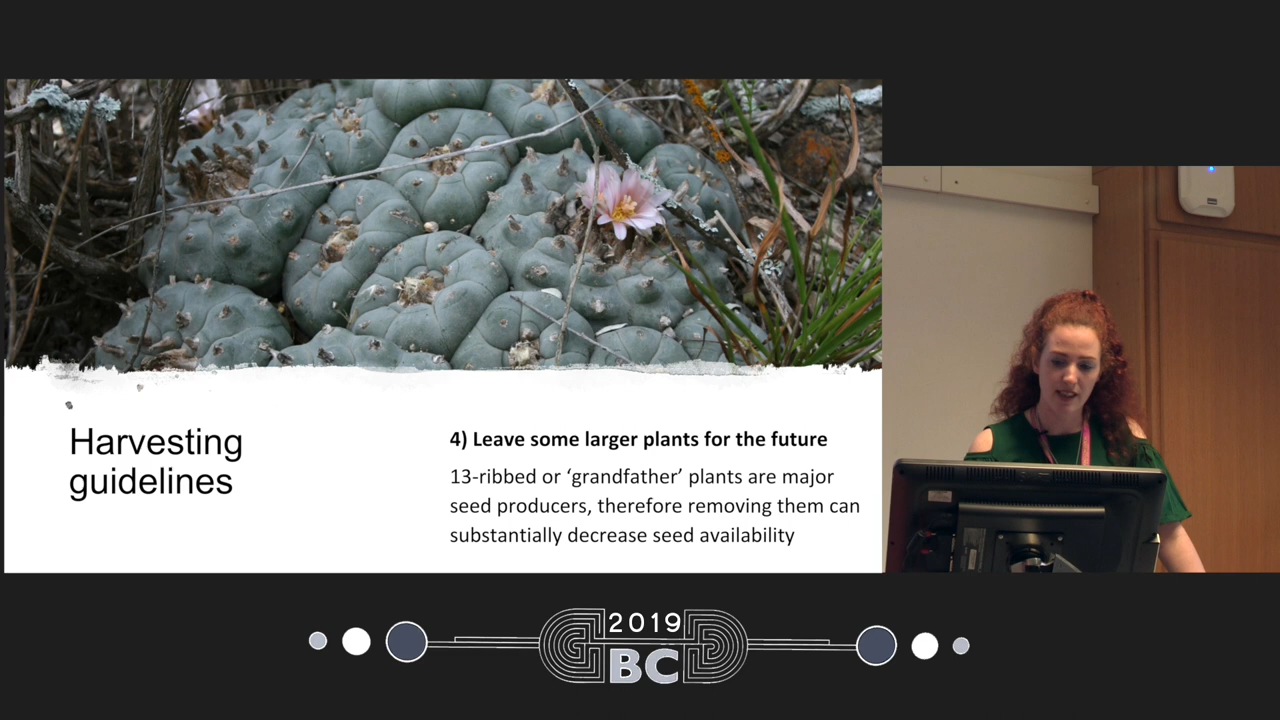 Harvesting
guidelines
4) Leave some larger plants for the future
13-ribbed or ‘grandfather’ plants are major
seed producers, therefore removing them can
substantially decrease seed availability
2019
BC